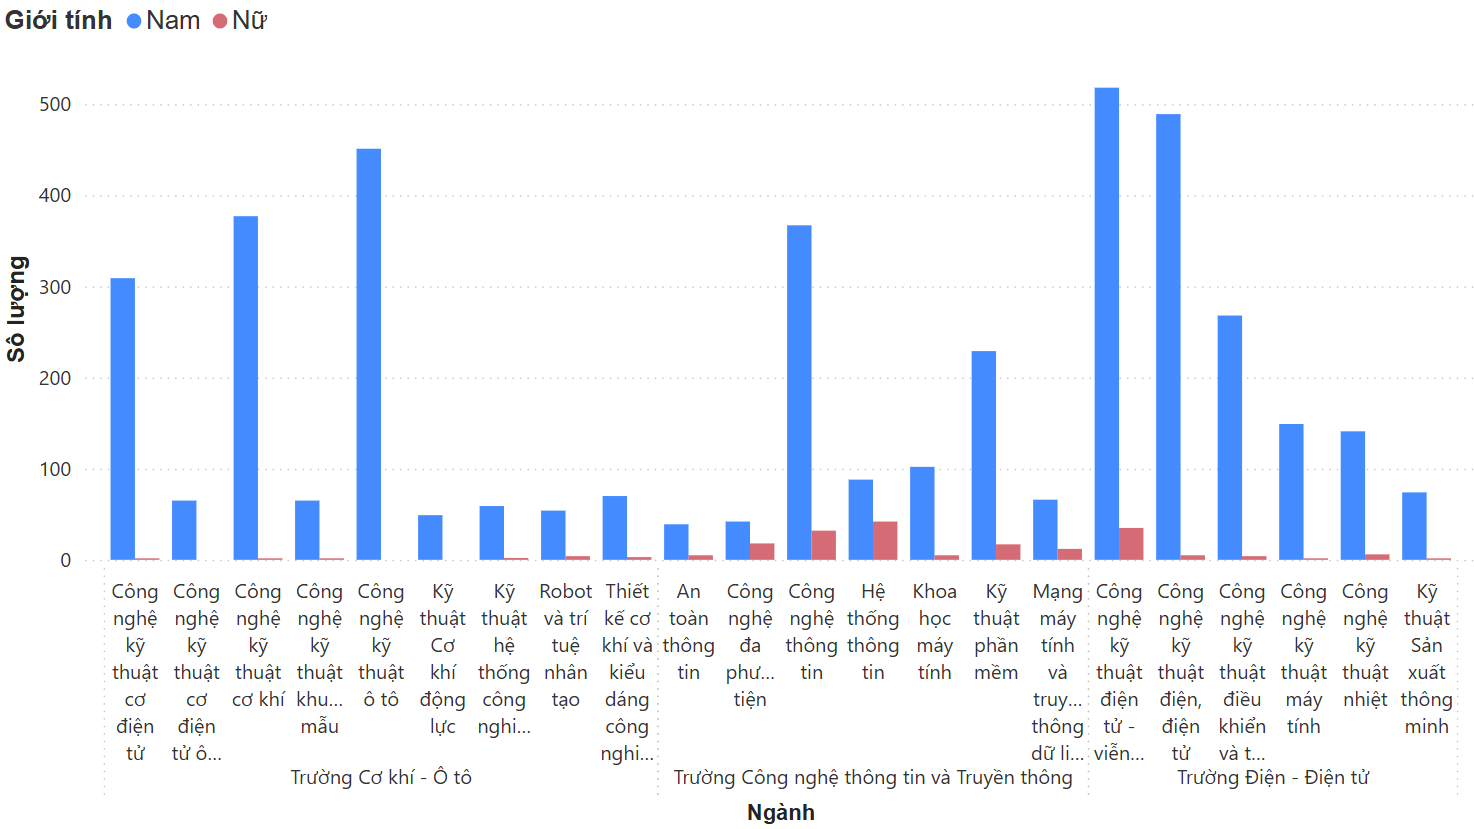 Giới tính Nam Nữ
Số lượng
500
400
300
200
100
0
Công nghệ kỹ thuật cơ điện tử
Công nghệ kỹ thuật cơ điện tử ô...
Công nghệ kỹ thuật cơ khí
Công nghệ kỹ thuật khu... mẫu
Công nghệ kỹ thuật ô tô
Kỹ thuật Cơ khí động lực
Kỹ thuật hệ thống công nghi...
Robot và trí tuệ nhân tạo
Thiết kế cơ khí và kiểu dáng công nghi...
An toàn thông tin
Công nghệ đa phư... tiện
Công nghệ thông tin
Hệ thống thông tin
Khoa học máy tính
Kỹ thuật phần mềm
Mạng máy tính và truy... thông dữ li...
Công nghệ kỹ thuật điện tử - viễn...
Công nghệ kỹ thuật điện, điện tử
Công nghệ kỹ thuật điều khiển và t...
Công nghệ kỹ thuật máy tính
Công nghệ kỹ thuật nhiệt
Kỹ thuật Sản xuất thông minh
Trường Cơ khí - Ô tô
Trường Công nghệ thông tin và Truyền thông
Trường Điện - Điện tử
Ngành